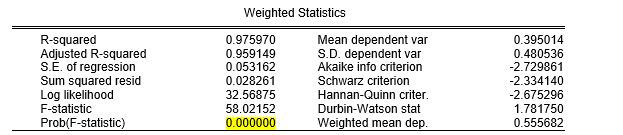 Weighted Statistics
R-squared 0.975970 Mean dependent var 0.395014
Adjusted R-squared 0.959149 S.D. dependent var 0.480536
S.E. of regression 0.053162 Akaike info criterion -2.729861
Sum squared resid 0.028261 Schwarz criterion -2.334140
Log likelihood 32.56875 Hannan-Quinn criter. -2.675296
F-statistic 58.02152 Durbin-Watson stat 1.781750
Prob(F-statistic) 0.000000 Weighted mean dep. 0.555682